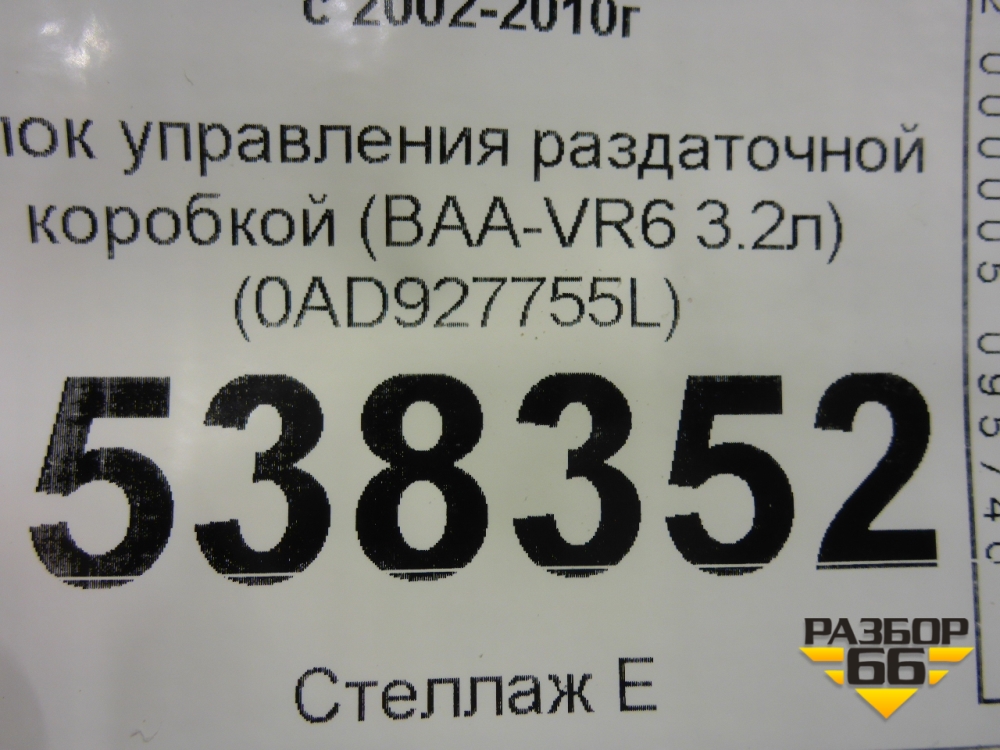 с 2002-2010г
лок управления раздаточной
коробкой (BAA-VR6 3.2л)
(0AD927755L)
538352
Стеллаж Е
РАЗБОР
66